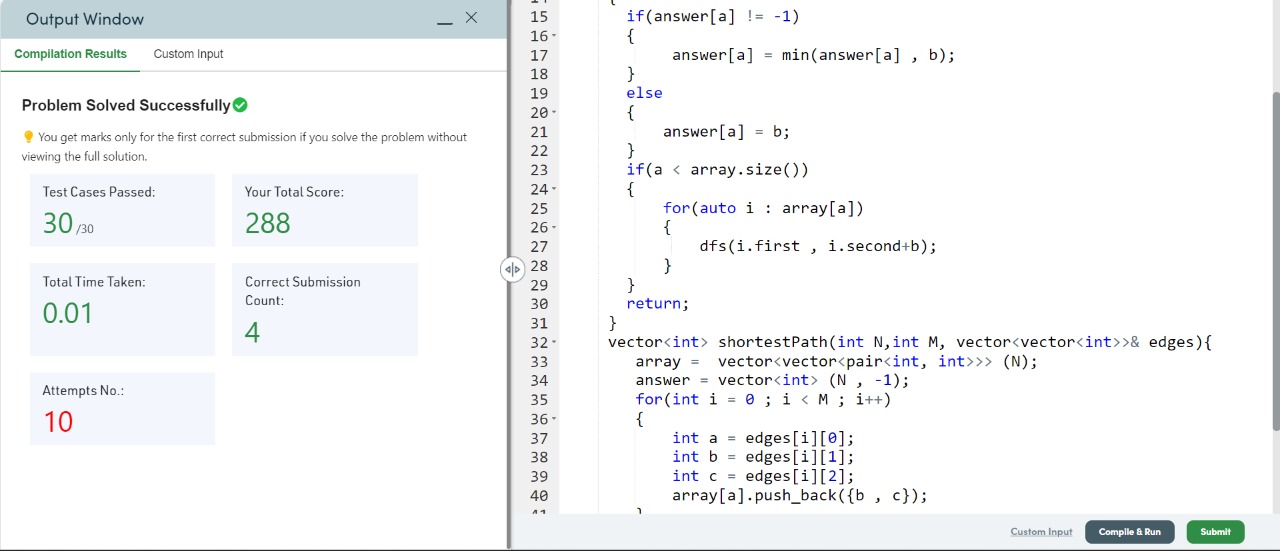 Output Window
Compilation Results Custom Input
Problem Solved Successfully
You get marks only for the first correct submission if you solve the problem without
viewing the full solution.
Test Cases Passed:
30 /30
Your Total Score:
288
Total Time Taken:
0.01
Correct Submission
Count:
4
Attempts No.:
10
15 if(answer[a] != -1)
16 {
17 answer[a] = min(answer[a] , b);
18 }
19 else
20 {
21 answer[a] = b;
22 }
23 if(a < array.size())
24 {
25 for(auto i : array[a])
26 {
27 dfs(i.first , i.second+b);
28 }
29 }
30 return;
31 }
32 vector<int> shortestPath(int N,int M, vector<vector<int>>& edges){
33 array = vector<vector<pair<int, int>>> (N);
34 answer = vector<int> (N , -1);
35 for(int i = 0 ; i < M ; i++)
36 {
37 int a = edges[i][0];
38 int b = edges[i][1];
39 int c = edges[i][2];
40 array[a].push_back({b , c});
Custom Input Compile & Run Submit